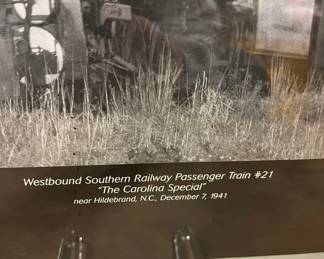 Westbound Southern Railway Passenger Train #21
"The Carolina Special"
near Hildebrand, N.C., December 7, 1941